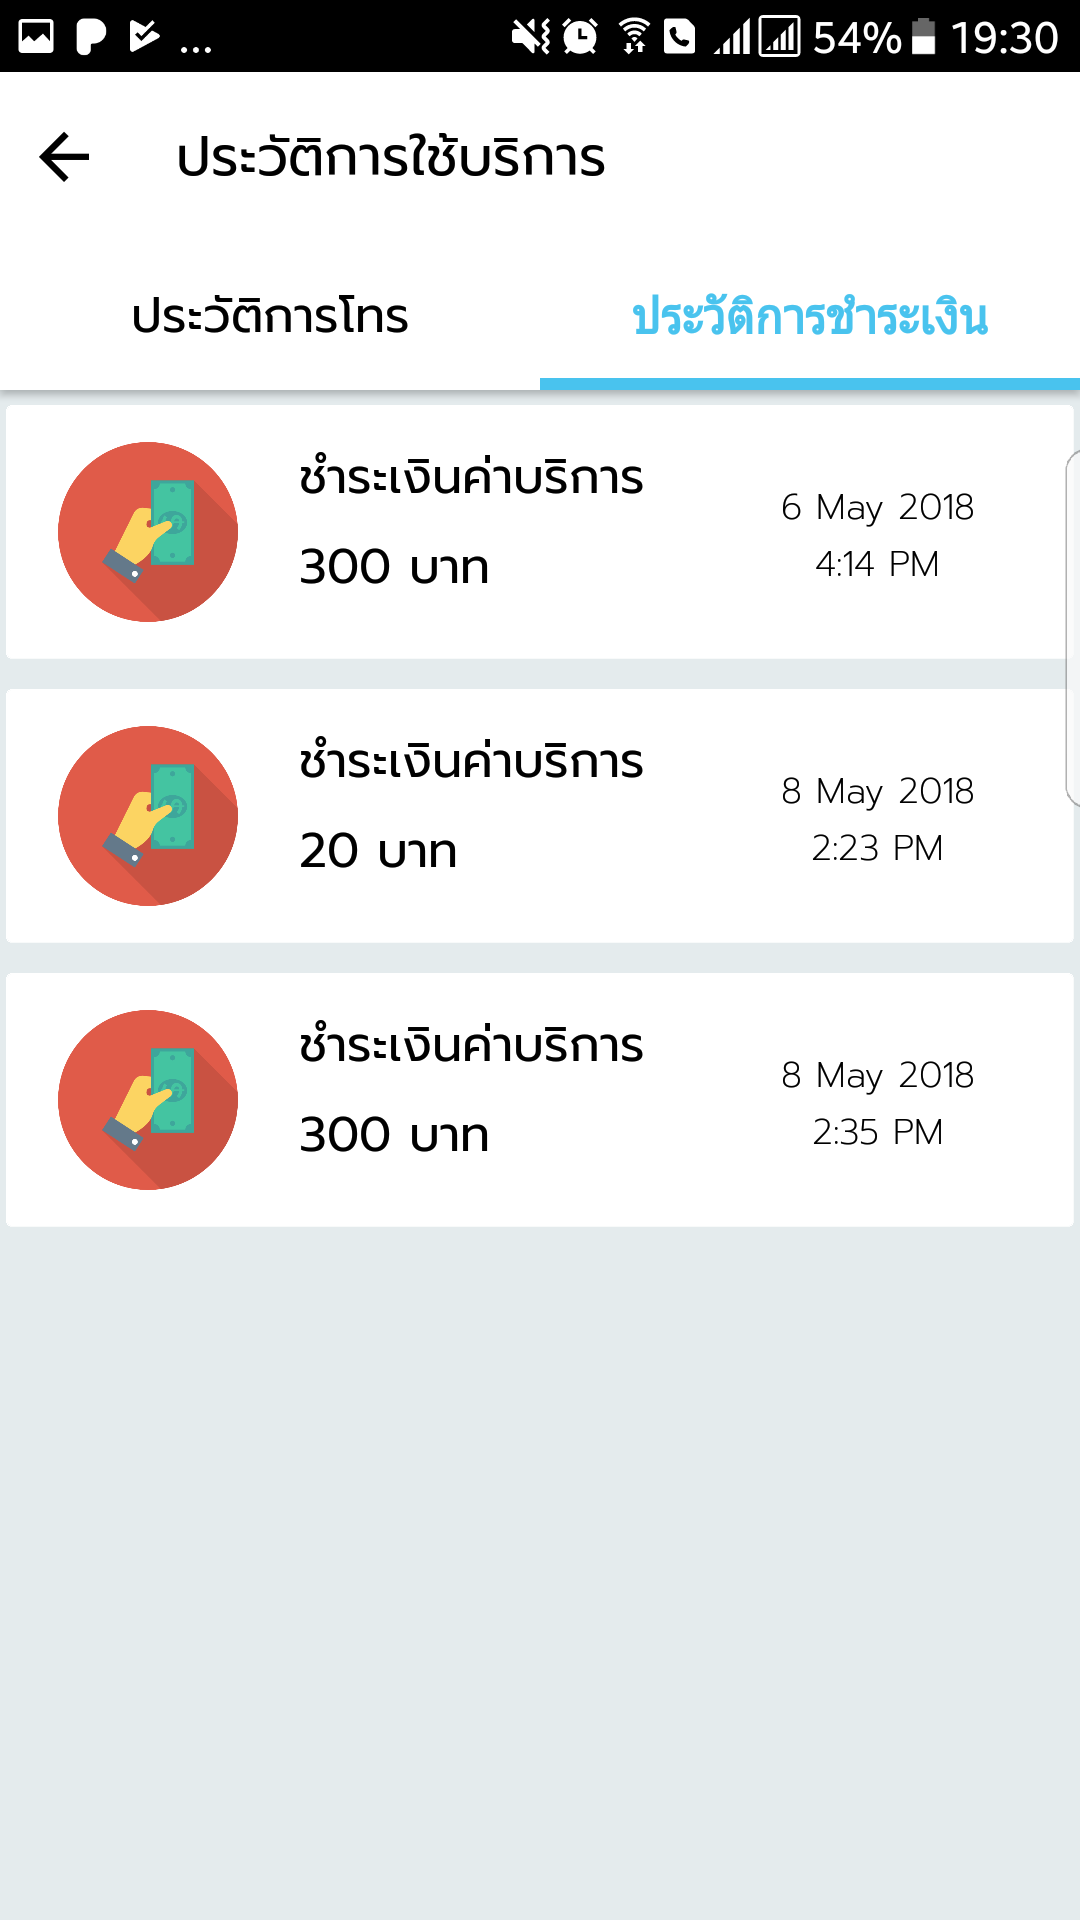 ... 54% 19:30
ประวัติการใช้บริการ
ประวัติการโทร ประวัติการชำระเงิน
ชำระเงินค่าบริการ
300 บาท
6 May 2018
4:14 PM
ชำระเงินค่าบริการ
20 บาท
8 May 2018
2:23 PM
ชำระเงินค่าบริการ
300 บาท
8 May 2018
2:35 PM